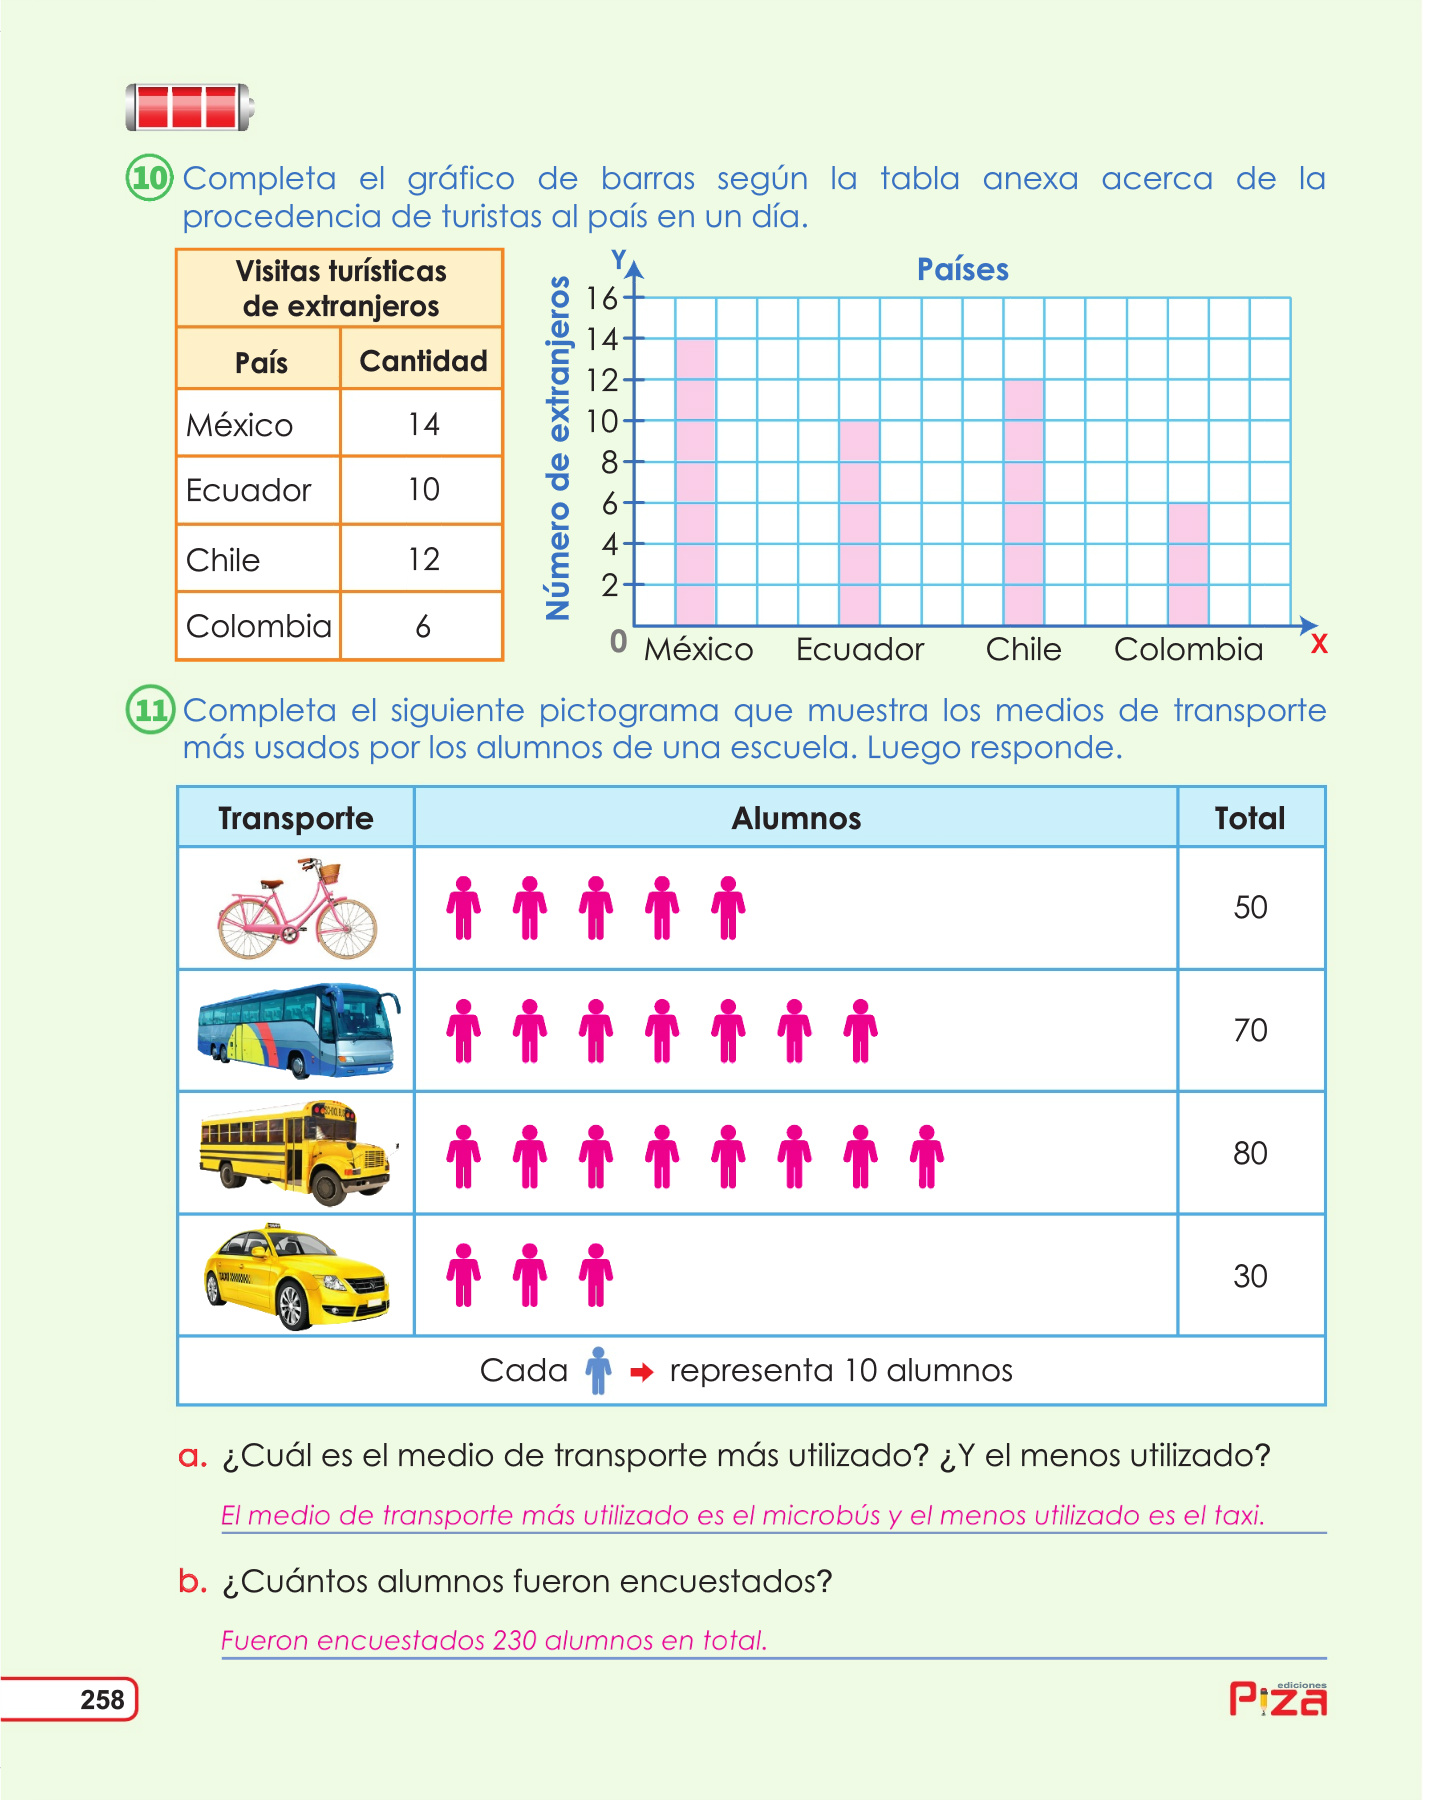 10 Completa el gráfico de barras según la tabla anexa acerca de la
procedencia de turistas al país en un día.
Visitas turísticas
de extranjeros
País Cantidad
México 14
Ecuador 10
Chile 12
Colombia 6
Y
Países
Número de extranjeros
16
14
12
10
8
6
4
2
0
México Ecuador Chile Colombia X
11 Completa el siguiente pictograma que muestra los medios de transporte
más usados por los alumnos de una escuela. Luego responde.
Transporte Alumnos Total
50
70
80
30
Cada representa 10 alumnos
a. ¿Cuál es el medio de transporte más utilizado? ¿Y el menos utilizado?
El medio de transporte más utilizado es el microbús y el menos utilizado es el taxi.
b. ¿Cuántos alumnos fueron encuestados?
Fueron encuestados 230 alumnos en total.
258
ediciones
Piza